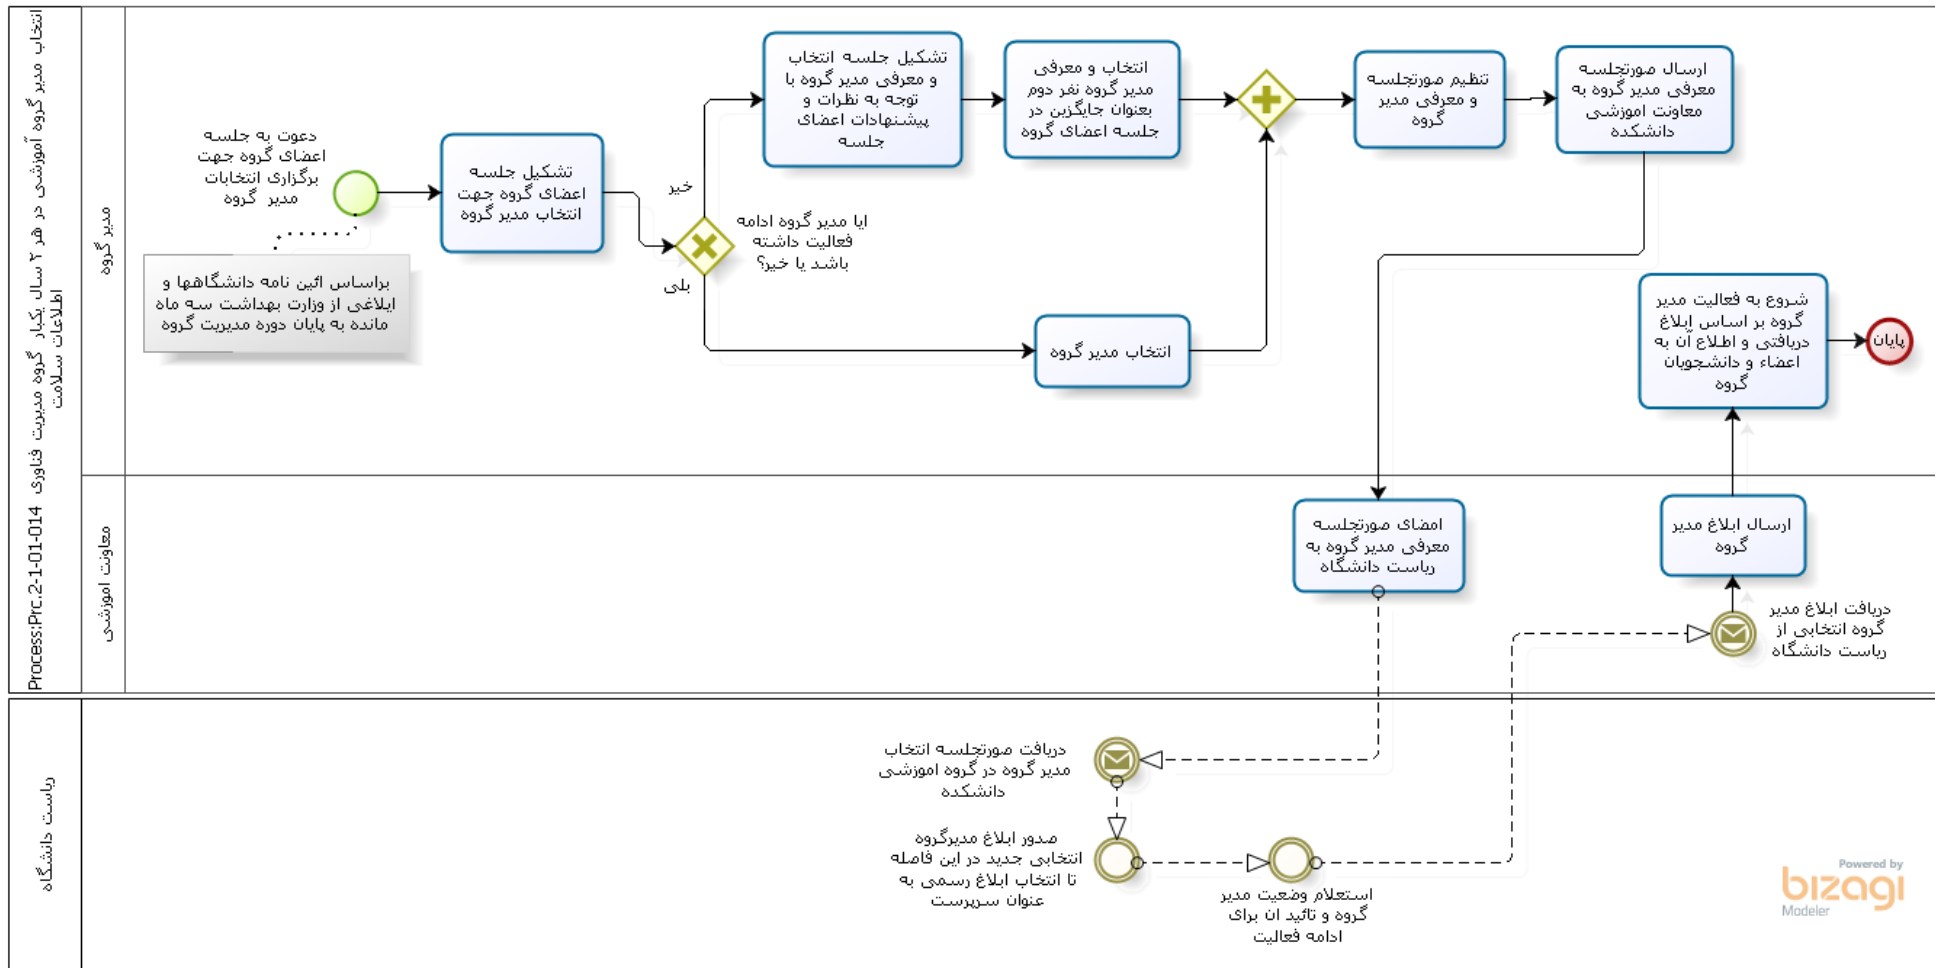 انتخاب مدیر گروه آموزشی در هر ۲ سال یکبار گروه مدیریت فناوری Process:Prc.2-1-01-014
اطلاعات سلامت
مدیر گروه
دعوت به جلسه
اعضای گروه جهت
برگزاری انتخابات
مدیر گروه
براساس ائین نامه دانشگاهها و
ابلاغی از وزارت بهداشت سه ماه
مانده به پایان دوره مدیریت گروه
تشکیل جلسه
اعضای گروه جهت
انتخاب مدیر گروه
خیر
بلی
ایا مدیر گروه ادامه
فعالیت داشته
باشد یا خیر؟
تشکیل جلسه انتخاب
و معرفی مدیر گروه با
توجه به نظرات و
پیشنهادات اعضای
جلسه
انتخاب و معرفی
مدیر گروه نفر دوم
بعنوان جایگزین در
جلسه اعضای گروه
انتخاب مدیر گروه
تنظیم صورتجلسه
و معرفی مدیر
گروه
ارسال صورتجلسه
معرفی مدیر گروه به
معاونت اموزشی
دانشکده
شروع به فعالیت مدیر
گروه بر اساس ابلاغ
دریافتی و اطلاع آن به
اعضاء و دانشجویان
گروه
پایان
معاونت اموزشی
امضای صورتجلسه
معرفی مدیر گروه به
ریاست دانشگاه
ارسال ابلاغ مدیر
گروه
دریافت ابلاغ مدیر
گروه انتخابی از
ریاست دانشگاه
ریاست دانشگاه
دریافت صورتجلسه انتخاب
مدیر گروه در گروه اموزشی
دانشکده
صدور ابلاغ مدیرگروه
انتخابی جدید در این فاصله
تا انتخاب ابلاغ رسمی به
عنوان سرپرست
استعلام وضعیت مدیر
گروه و تائید ان برای
ادامه فعالیت
Powered by
bizagi
Modeler